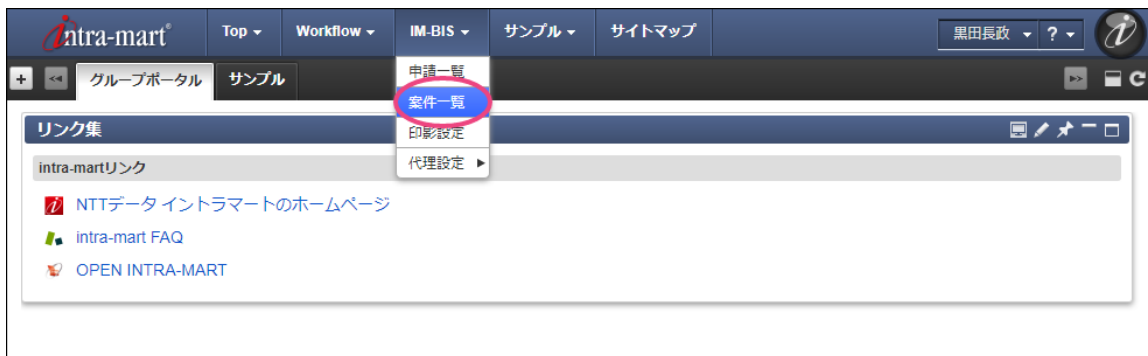 intra-mart® Top Workflow IM-BIS サンプル サイトマップ 黒田長政 ?
グループポータル サンプル
申請一覧
案件一覧
印影設定
代理設定
リンク集
intra-martリンク
NTTデータ イントラマートのホームページ
intra-mart FAQ
OPEN INTRA-MART